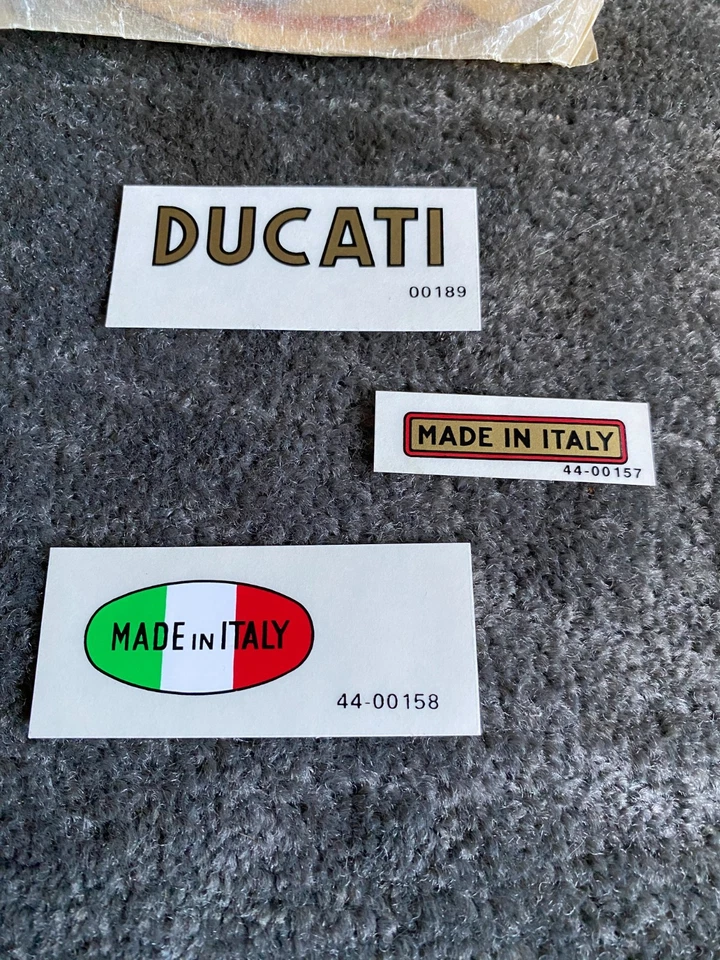 DUCATI
00189
MADE IN ITALY
44-00157
MADE IN ITALY
44-00158